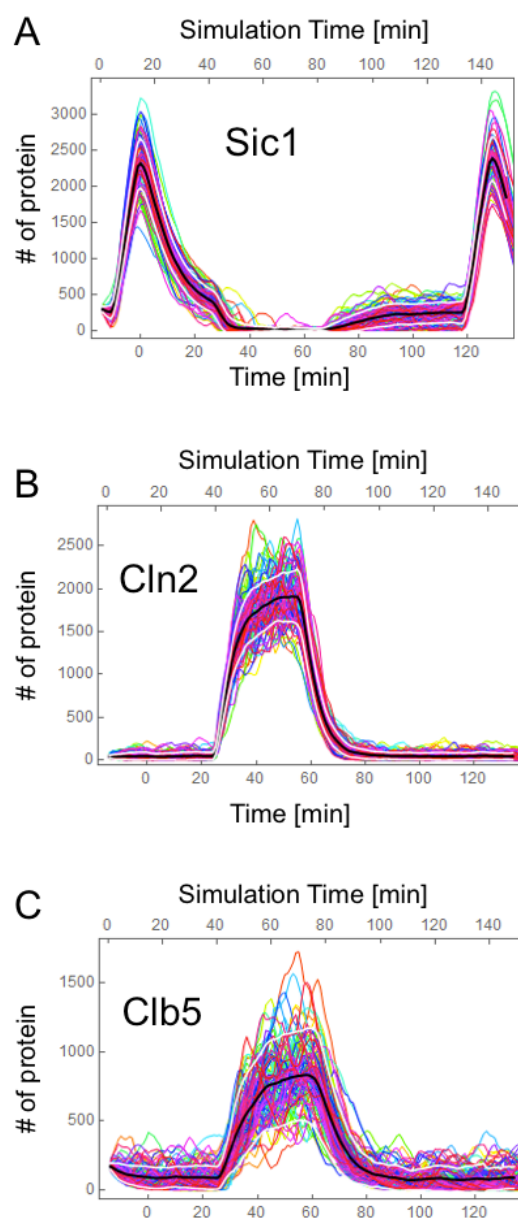 A
Simulation Time [min]
0 20 40 60 80 100 120 140
Sic1
# of protein
3000
2500
2000
1500
1000
500
0
0 20 40 60 80 100 120
Time [min]
B
Simulation Time [min]
0 20 40 60 80 100 120 140
Cln2
# of protein
2500
2000
1500
1000
500
0
0 20 40 60 80 100 120
Time [min]
C
Simulation Time [min]
0 20 40 60 80 100 120 140
Clb5
# of protein
1500
1000
500
0
0 20 40 60 80 100 120